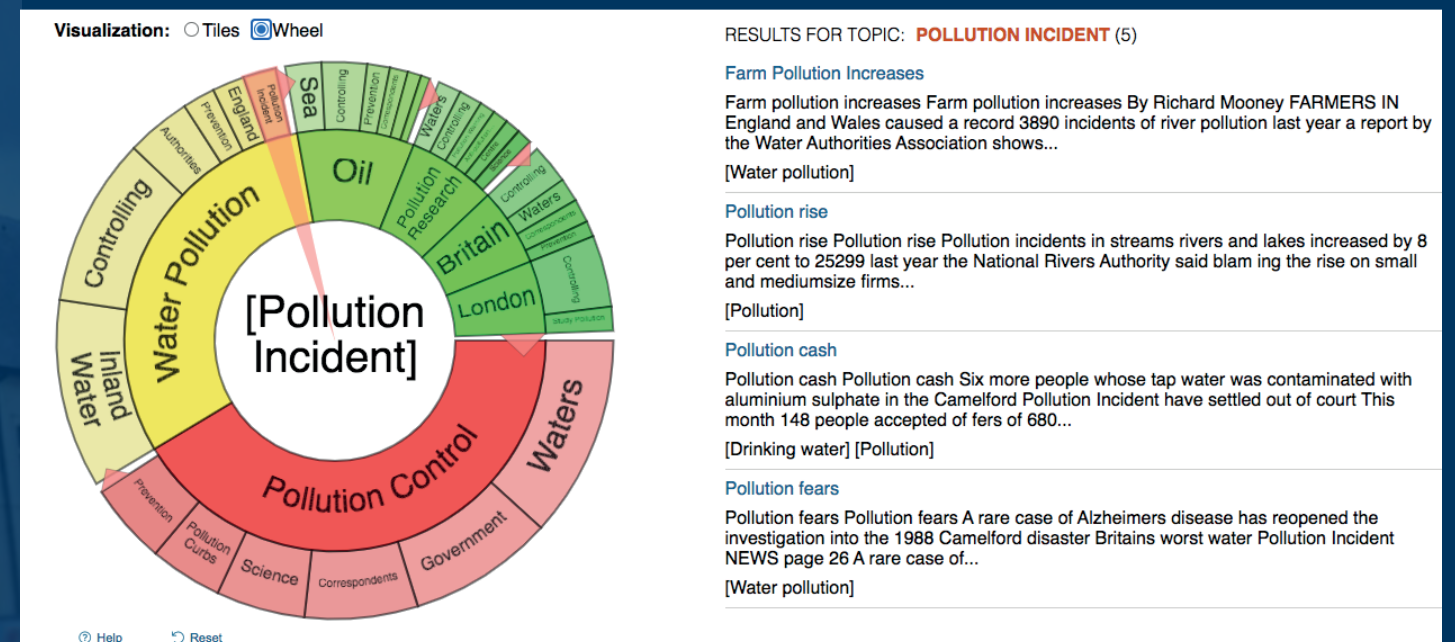 Visualization: Tiles Wheel
Sea
Controlling
Prevention
Correspondents
Waters
Controlling
Centre
Science
Controlling
Waters
Correspondents
Prevention
Controlling
Study Pollution
Pollution
Incident
England
Prevention
Authorities
Controlling
Inland
Water
Water Pollution
Oil
Pollution
Research
Britain
London
[Pollution
Incident]
Pollution Control
Waters
Government
Correspondents
Science
Pollution
Curbs
Prevention
Help Reset
RESULTS FOR TOPIC: POLLUTION INCIDENT (5)
Farm Pollution Increases
Farm pollution increases Farm pollution increases By Richard Mooney FARMERS IN
England and Wales caused a record 3890 incidents of river pollution last year a report by
the Water Authorities Association shows...
[Water pollution]
Pollution rise
Pollution rise Pollution rise Pollution incidents in streams rivers and lakes increased by 8
per cent to 25299 last year the National Rivers Authority said blam ing the rise on small
and mediumsize firms...
[Pollution]
Pollution cash
Pollution cash Pollution cash Six more people whose tap water was contaminated with
aluminium sulphate in the Camelford Pollution Incident have settled out of court This
month 148 people accepted of fers of 680...
[Drinking water] [Pollution]
Pollution fears
Pollution fears Pollution fears A rare case of Alzheimers disease has reopened the
investigation into the 1988 Camelford disaster Britains worst water Pollution Incident
NEWS page 26 A rare case of...
[Water pollution]